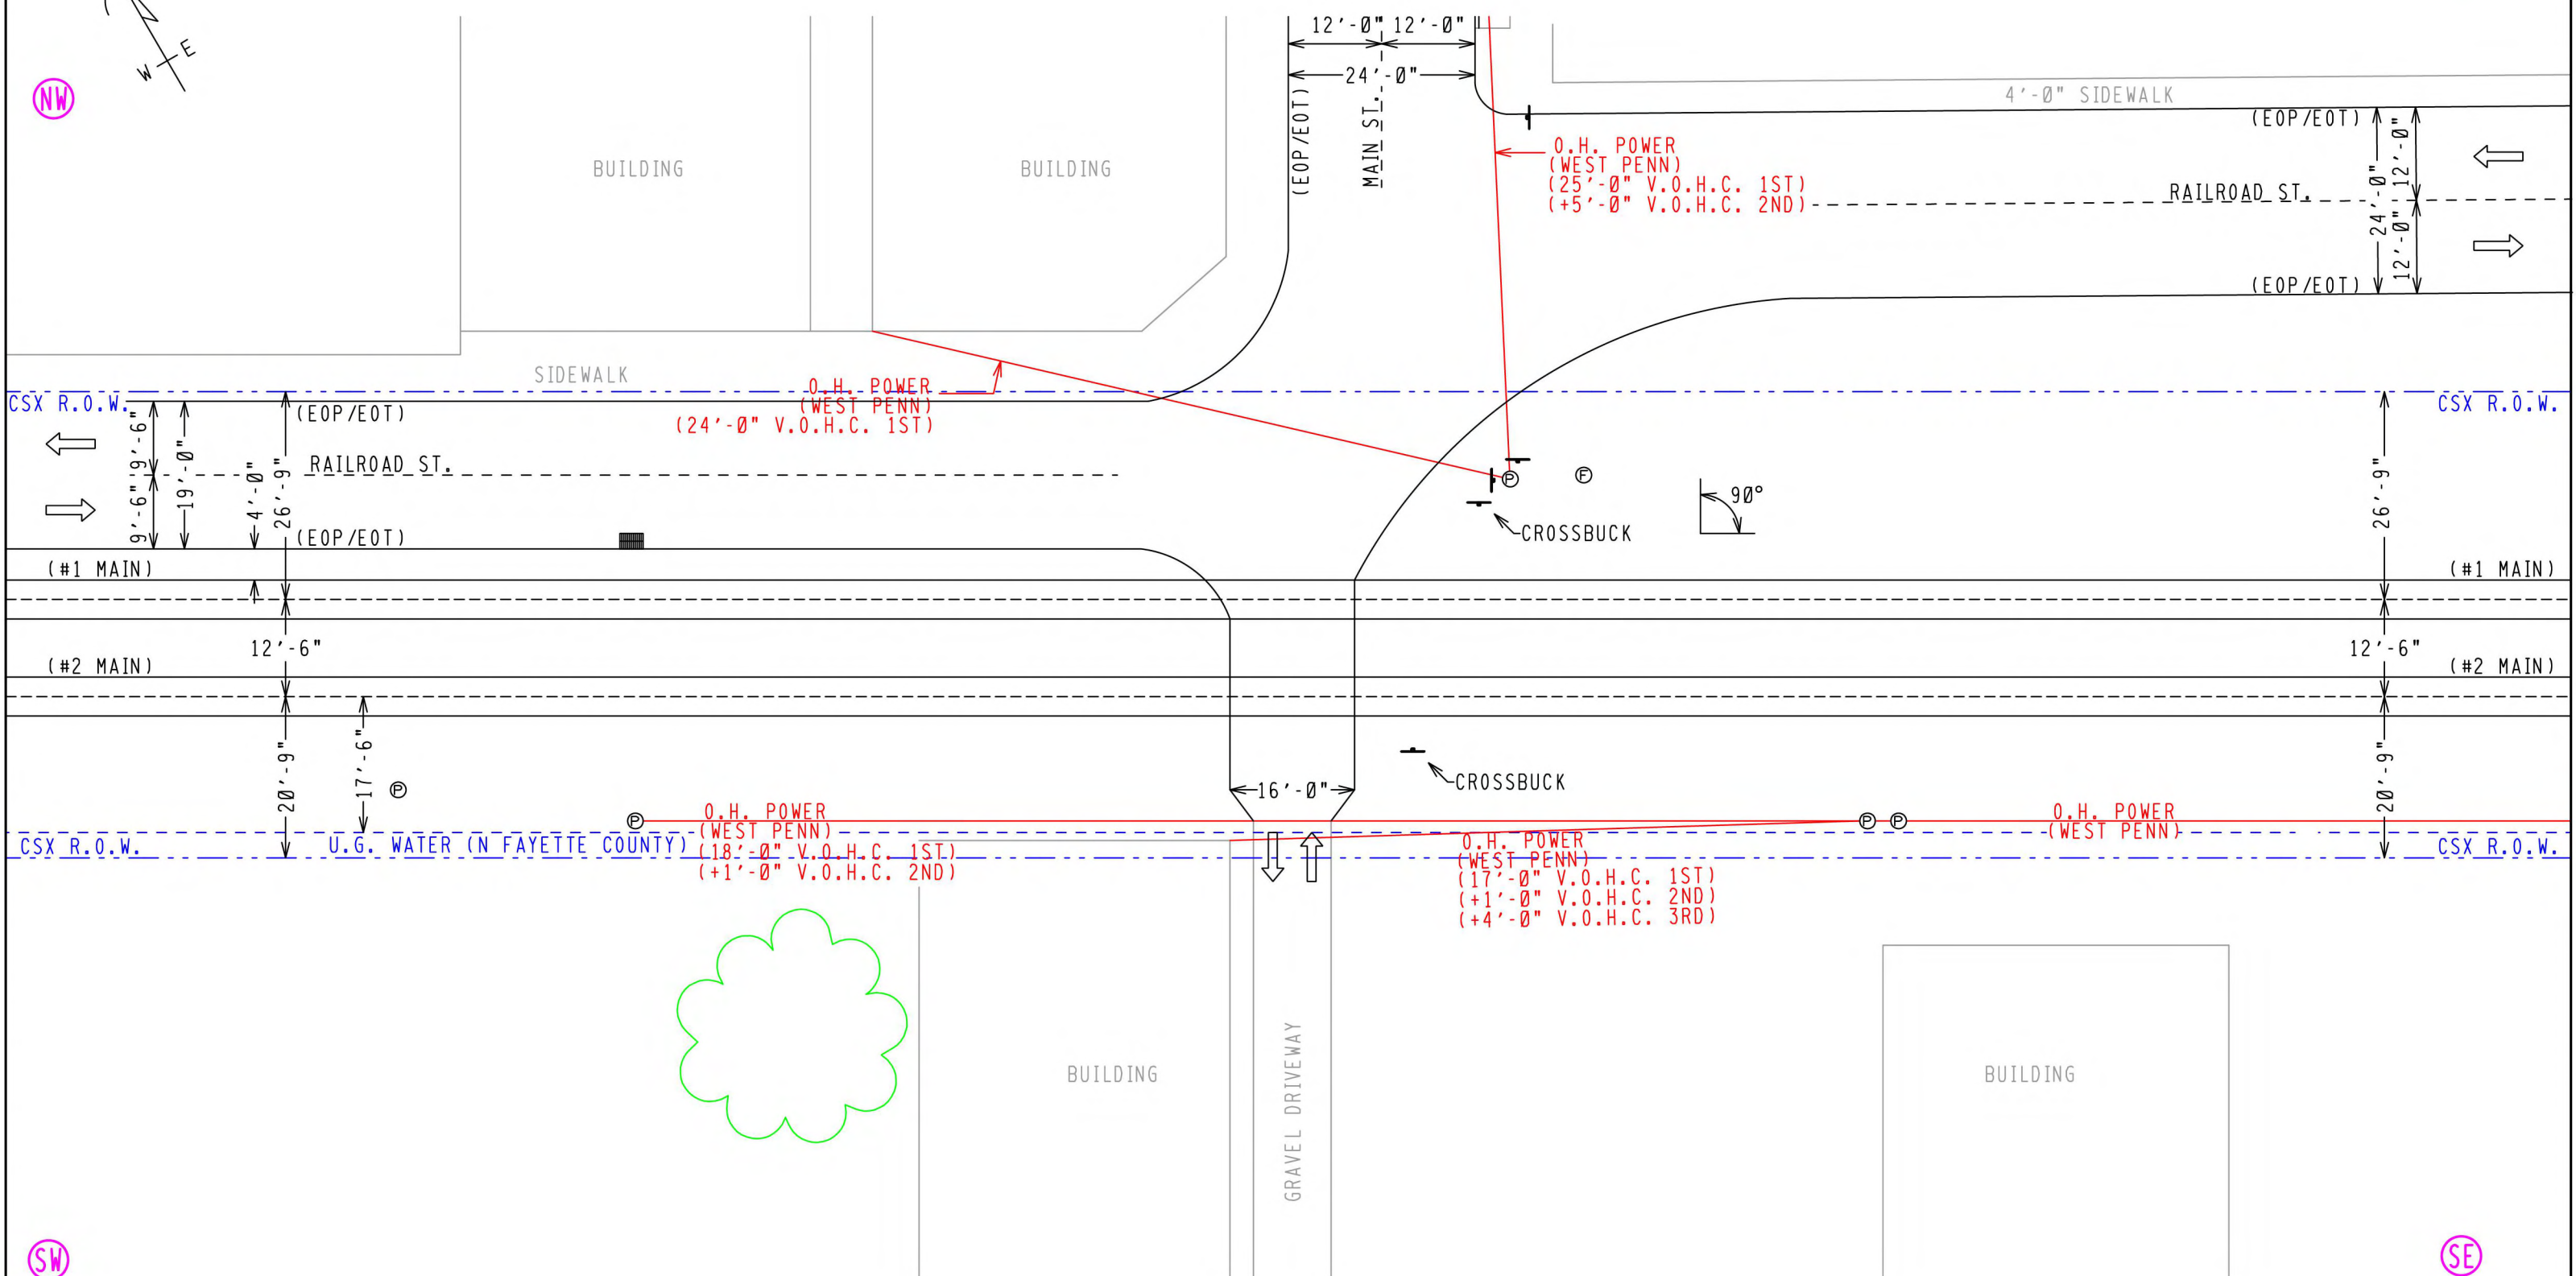 12'-0" 12'-0"
24'-0"
W E
NW
4'-0" SIDEWALK
(EOP/EOT)
BUILDING
BUILDING
(EOP/EOT)
MAIN ST.
O.H. POWER
(WEST PENN)
(25'-0" V.O.H.C. 1ST)
(+5'-0" V.O.H.C. 2ND)
RAILROAD ST.
24'-0"
12'-0"
12'-0"
(EOP/EOT)
SIDEWALK
O.H. POWER
(WEST PENN)
(24'-0" V.O.H.C. 1ST)
CSX R.O.W.
CSX R.O.W.
(EOP/EOT)
9'-6"
9'-6"
19'-0"
4'-0"
26'-9"
RAILROAD ST.
P
F
90°
26'-9"
CROSSBUCK
(EOP/EOT)
(#1 MAIN)
(#1 MAIN)
12'-6"
12'-6"
(#2 MAIN)
(#2 MAIN)
20'-9"
17'-6"
P
16'-0"
CROSSBUCK
20'-9"
P
O.H. POWER
(WEST PENN)
(18'-0" V.O.H.C. 1ST)
(+1'-0" V.O.H.C. 2ND)
P P
O.H. POWER
(WEST PENN)
CSX R.O.W.
U.G. WATER (N FAYETTE COUNTY)
O.H. POWER
(WEST PENN)
(17'-0" V.O.H.C. 1ST)
(+1'-0" V.O.H.C. 2ND)
(+4'-0" V.O.H.C. 3RD)
CSX R.O.W.
BUILDING
GRAVEL DRIVEWAY
BUILDING
SW
SE